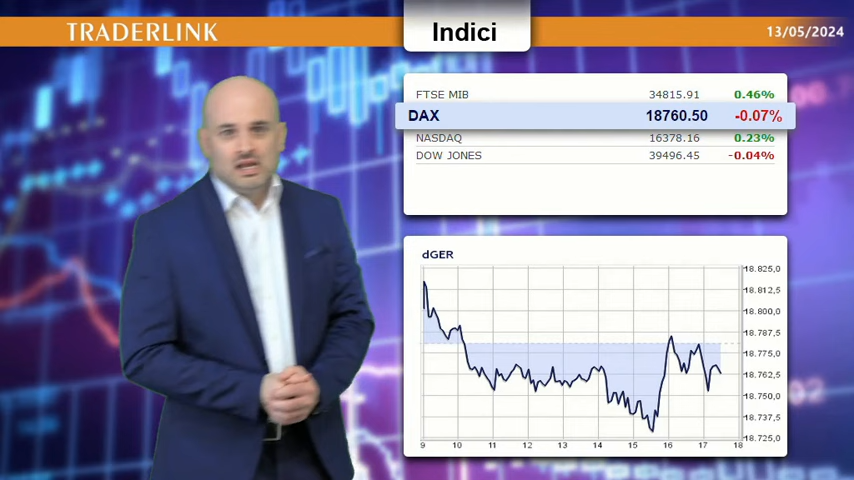 TRADERLINK
Indici
13/05/2024
FTSE MIB 34815.91 0.46%
DAX 18760.50 -0.07%
NASDAQ 16378.16 0.23%
DOW JONES 39496.45 -0.04%
dGER
18.825,0
18.812,5
18.800,0
18.787,5
18.775,0
18.762,5
18.750,0
18.737,5
18.725,0
9 10 11 12 13 14 15 16 17 18